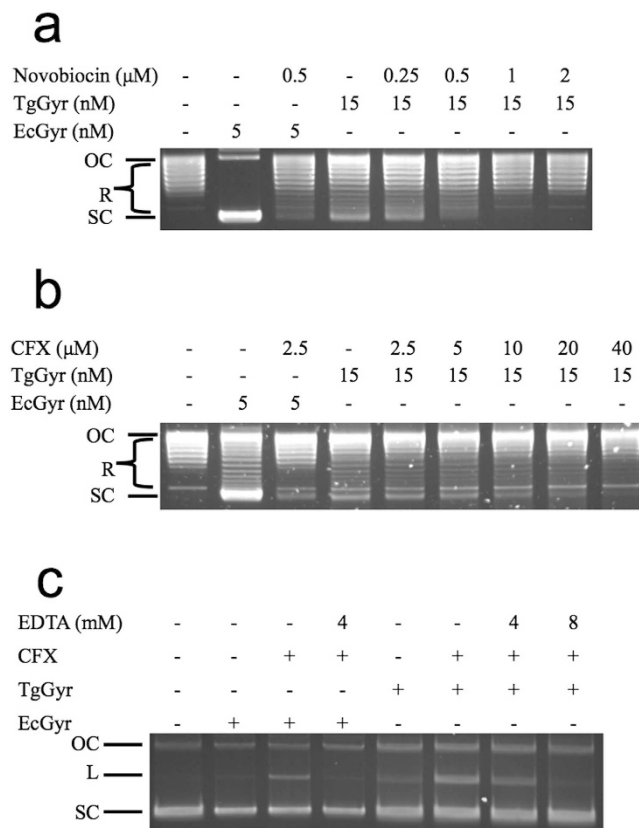 a
Novobiocin (μM) - - 0.5 - 0.25 0.5 1 2
TgGyr (nM) - - - 15 15 15 15 15
EcGyr (nM) - 5 5 - - - - -
OC
R
SC
b
CFX (μM) - - 2.5 - 2.5 5 10 20 40
TgGyr (nM) - - - 15 15 15 15 15 15
EcGyr (nM) - 5 5 - - - - - -
OC
R
SC
c
EDTA (mM) - - - 4 - - 4 8
CFX - - + + - + + +
TgGyr - - - - + + + +
EcGyr - + + + - - - -
OC
L
SC